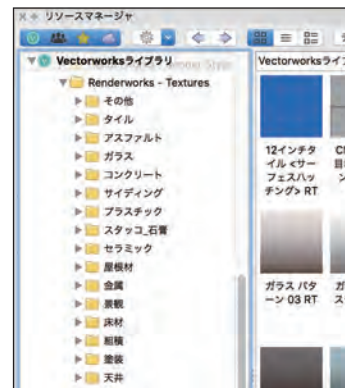 リソースマネージャ
Vectorworksライブラリ
Renderworks - Textures
その他
タイル
アスファルト
ガラス
コンクリート
サイディング
プラスチック
スタッコ_石膏
セラミック
屋根材
金属
景観
床材
組積
塗装
天井
Vectorworksライ
12インチタ
イル <サー
フェスハッ
チング> RT
ガラス パタ
ーン 03 RT